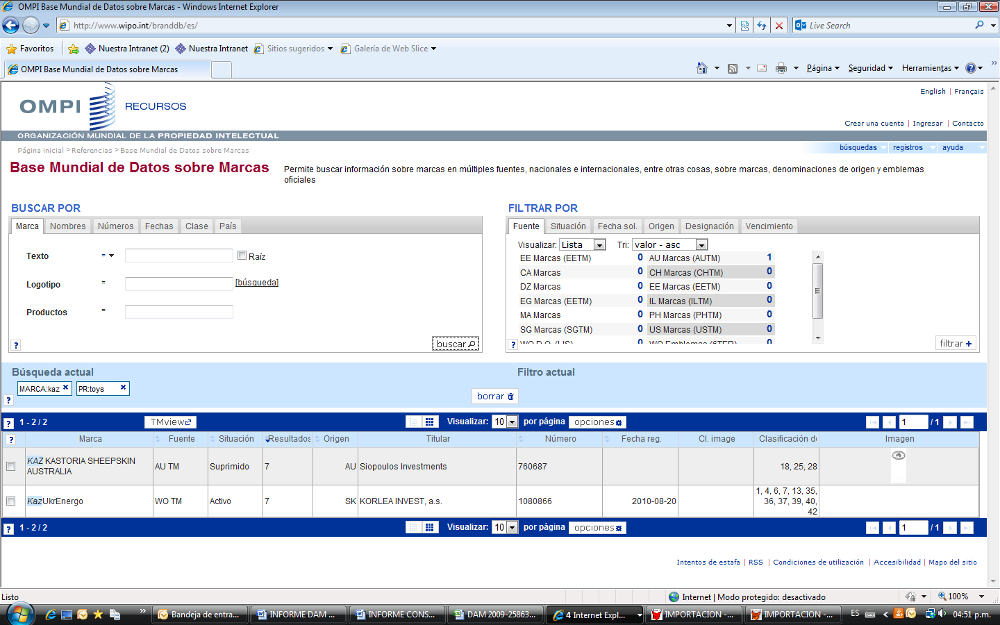 OMPI Base Mundial de Datos sobre Marcas - Windows Internet Explorer
http://www.wipo.int/branddb/es/
Live Search
Favoritos
Nuestra Intranet (2)
Nuestra Intranet
Sitios sugeridos
Galería de Web Slice
OMPI Base Mundial de Datos sobre Marcas
Página
Seguridad
Herramientas
English | Français
OMPI
RECURSOS
Crear una cuenta | Ingresar | Contacto
ORGANIZACIÓN MUNDIAL DE LA PROPIEDAD INTELECTUAL
Página inicial > Referencias > Base Mundial de Datos sobre Marcas
búsquedas
registros
ayuda
Base Mundial de Datos sobre Marcas
Permite buscar información sobre marcas en múltiples fuentes, nacionales e internacionales, entre otras cosas, sobre marcas, denominaciones de origen y emblemas
oficiales
BUSCAR POR
Marca Nombres Números Fechas Clase País
Texto =
Raíz
Logotipo =
[búsqueda]
Productos =
?
buscar
FILTRAR POR
Fuente Situación Fecha sol. Origen Designación Vencimiento
Visualizar: Lista Tri: valor - asc
EE Marcas (EETM) 0 AU Marcas (AUTM) 1
CA Marcas 0 CH Marcas (CHTM) 0
DZ Marcas 0 EE Marcas (EETM) 0
EG Marcas (EETM) 0 IL Marcas (ILTM) 0
MA Marcas 0 PH Marcas (PHTM) 0
SG Marcas (SGTM) 0 US Marcas (USTM) 0
WO D.O. (US) 0 WO Emblemas (6TER) 0
?
filtrar +
Búsqueda actual
Filtro actual
MARCA:kaz
PR:toys
borrar
?
? 1 - 2 / 2
TMview
Visualizar: 10 por página opciones
1 / 1
? Marca Fuente Situación Resultados Origen Titular Número Fecha reg. Cl. image Clasificación d Imagen
KAZ KASTORIA SHEEPSKIN
AUSTRALIA
AU TM Suprimido 7 AU Siopoulos Investments 760687 18, 25, 28
KazUkrEnergo WO TM Activo 7 SK KORLEA INVEST, a.s. 1080866 2010-08-20
1, 4, 6, 7, 13, 35,
36, 37, 39, 40,
42
? 1 - 2 / 2
Visualizar: 10 por página opciones
1 / 1
Intentos de estafa | RSS | Condiciones de utilización | Accesibilidad | Mapo del sitio
Listo
Internet | Modo protegido: desactivado
100%
Bandeja de entra...
INFORME DAM ...
INFORME CONS...
DAM 2009-25863...
4 Internet Expl...
IMPORTACION -...
IMPORTACION -...
ES
04:51 p.m.